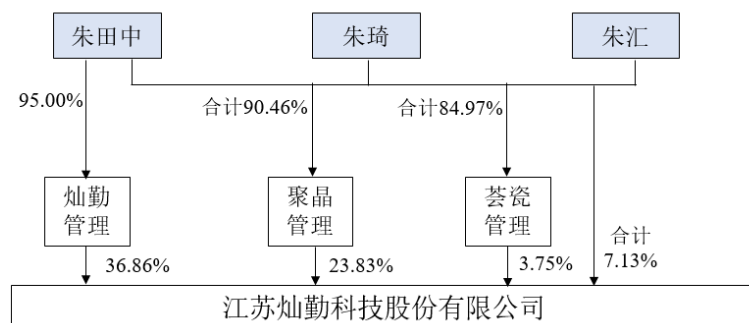 朱田中
朱琦
朱汇
95.00%
合计90.46%
合计84.97%
灿勤
管理
聚晶
管理
荟瓷
管理
合计
7.13%
36.86%
23.83%
3.75%
江苏灿勤科技股份有限公司